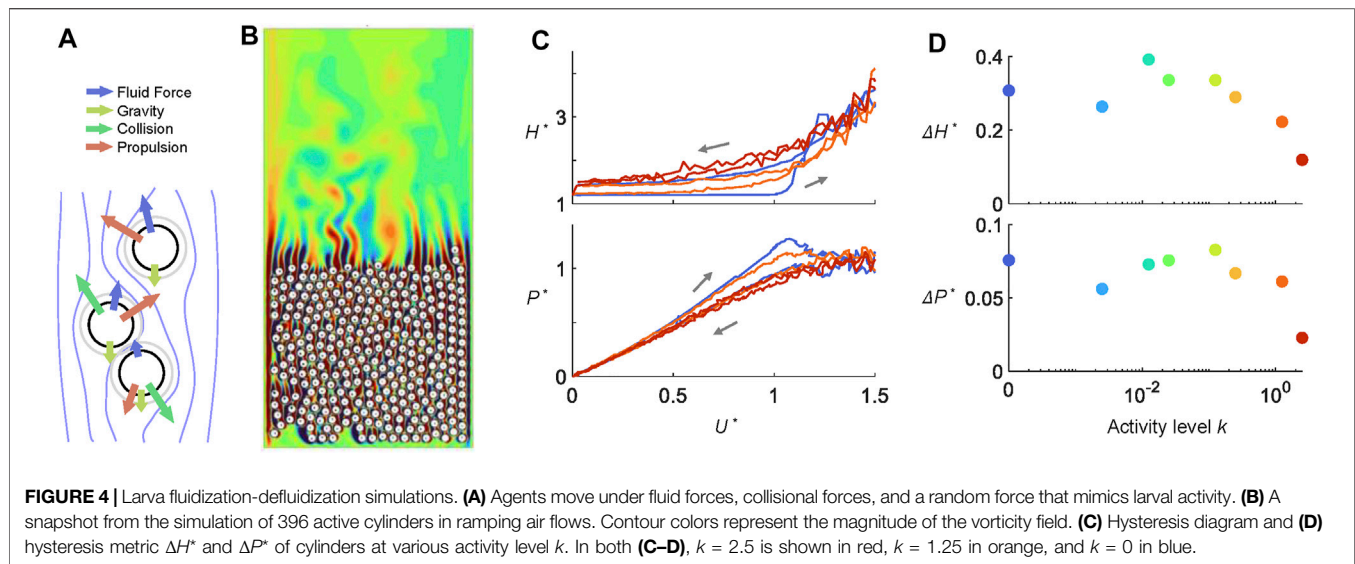 A
Fluid Force
Gravity
Collision
Propulsion
B
C
H*
3
1
P*
1
0
0
0.5
1
1.5
U*
D
0.4
ΔH*
0.2
0
0.1
ΔP*
0.05
0
0
10⁻²
10⁰
Activity level k
FIGURE 4 | Larva fluidization-defluidization simulations. (A) Agents move under fluid forces, collisional forces, and a random force that mimics larval activity. (B) A
snapshot from the simulation of 396 active cylinders in ramping air flows. Contour colors represent the magnitude of the vorticity field. (C) Hysteresis diagram and (D)
hysteresis metric ΔH* and ΔP* of cylinders at various activity level k. In both (C–D), k = 2.5 is shown in red, k = 1.25 in orange, and k = 0 in blue.